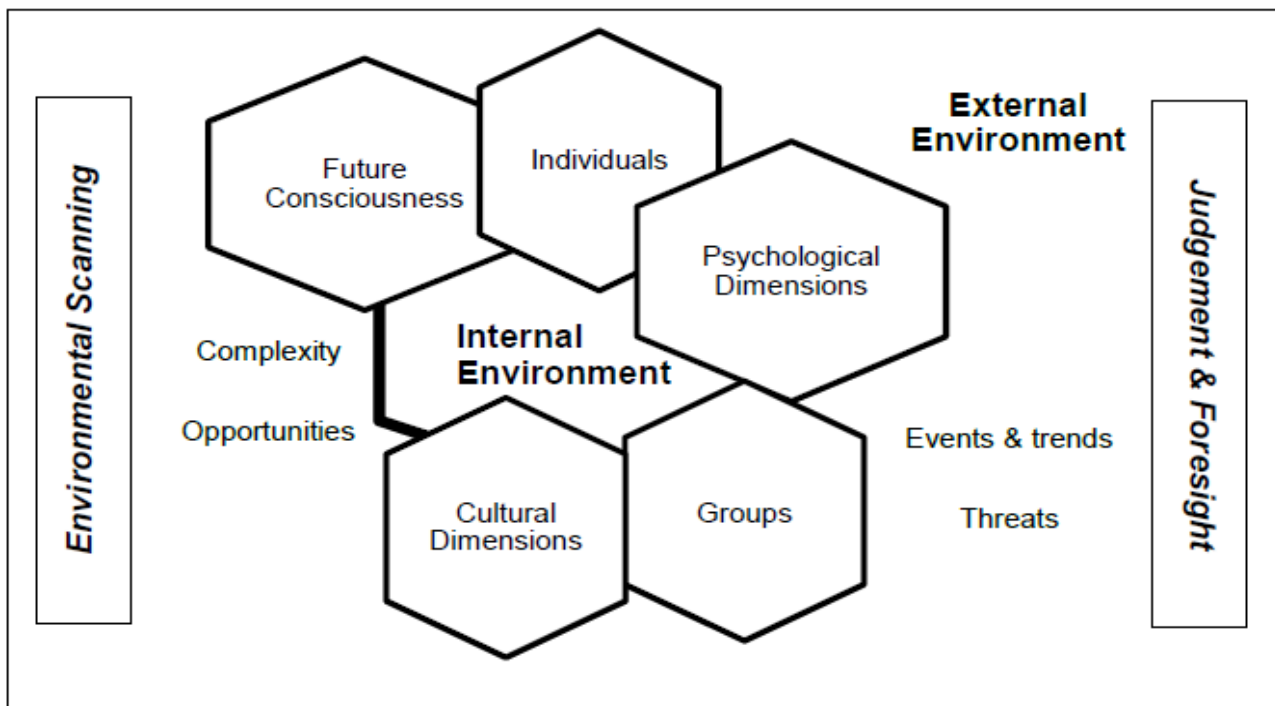 Environmental Scanning
Future
Consciousness
Individuals
External
Environment
Psychological
Dimensions
Internal
Environment
Complexity
Opportunities
Cultural
Dimensions
Groups
Events & trends
Threats
Judgement & Foresight